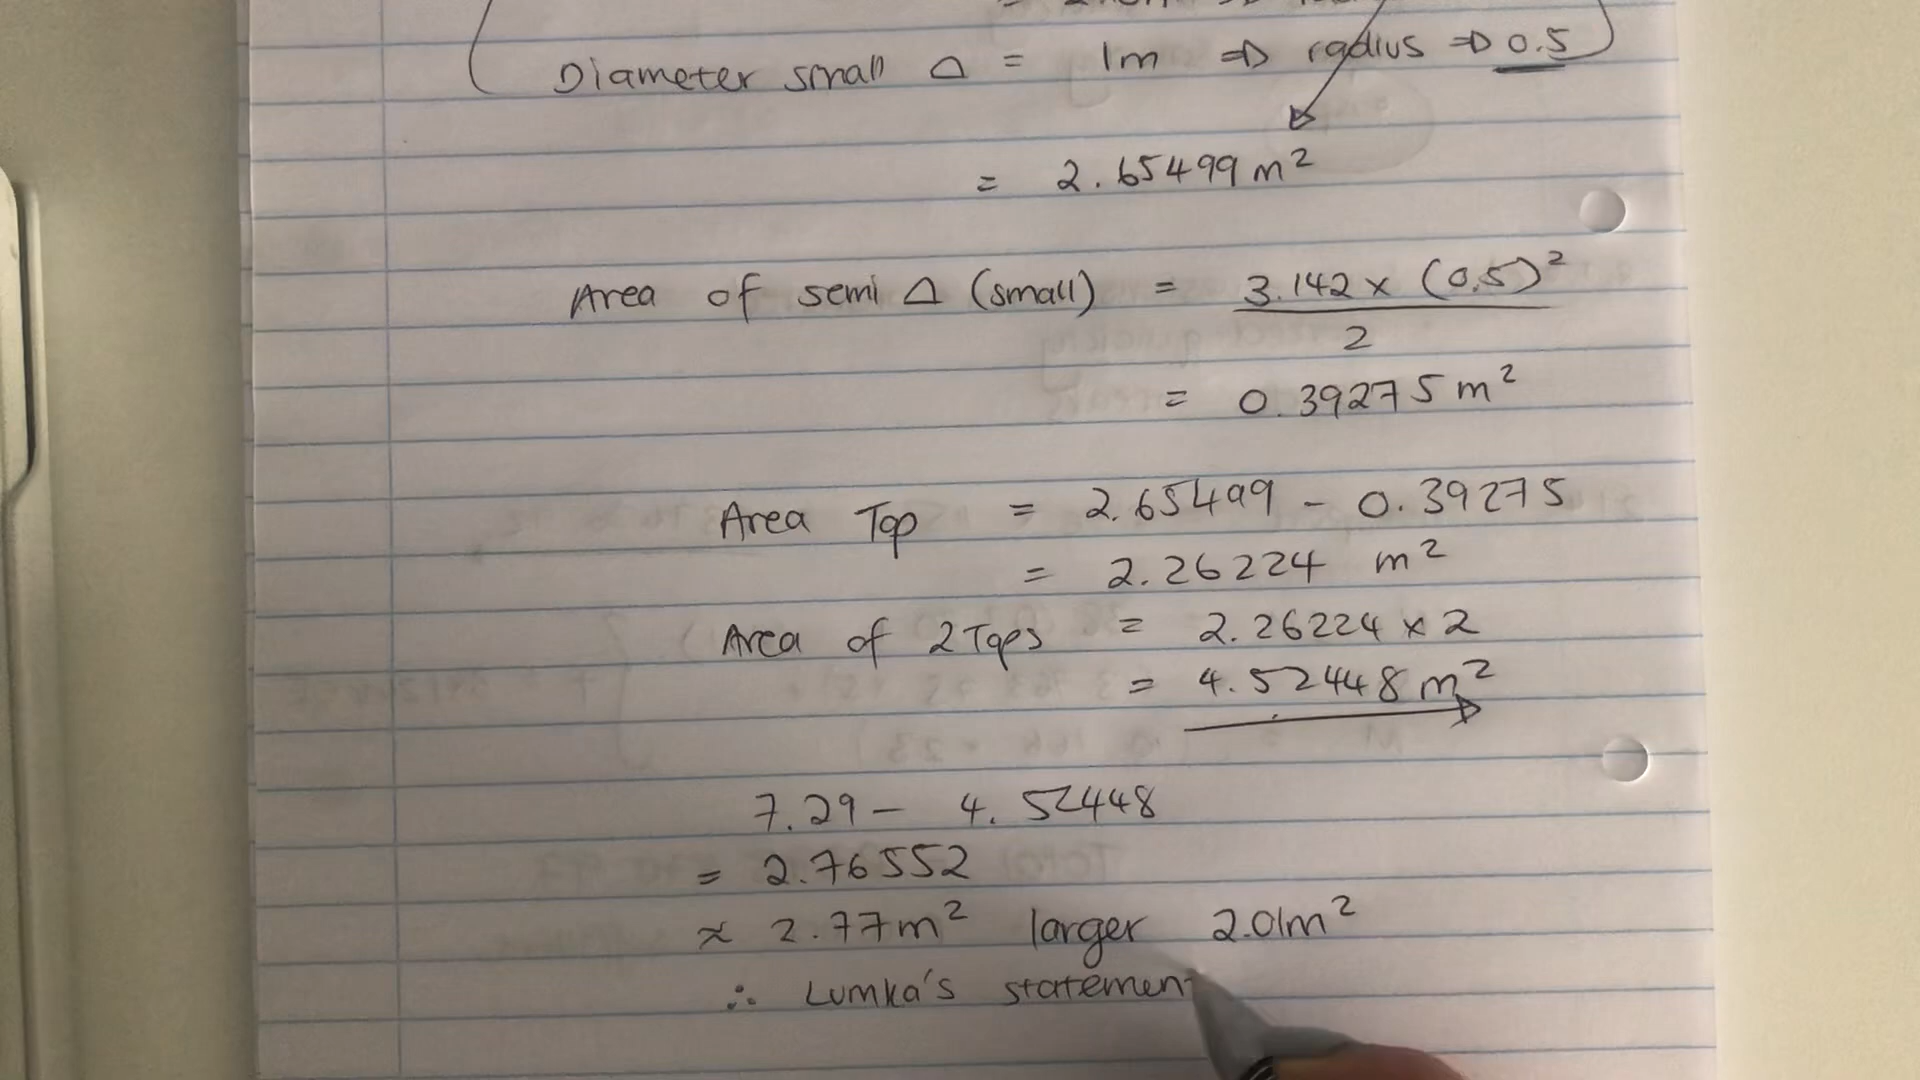 Diameter small △ = 1m ⇒ radius ⇒ 0.5
= 2.65499 m²
Area of semi △ (small) = 3.142 x (0.5)²
2
= 0.39275 m²
Area Top = 2.65499 - 0.39275
= 2.26224 m²
Area of 2 Tops = 2.26224 x 2
= 4.52448 m²
7.29 - 4.52448
= 2.76552
≈ 2.77m² larger 2.01m²
∴ Lumka's statement